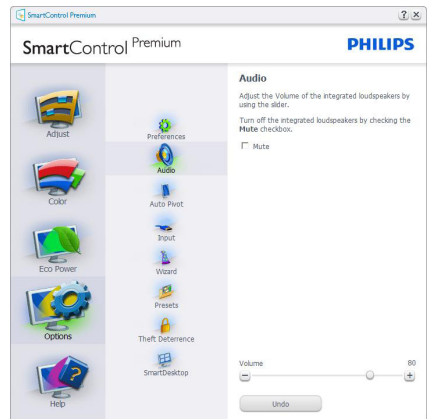 SmartControl Premium
SmartControl Premium
PHILIPS
Adjust
Color
Eco Power
Options
Help
Preferences
Audio
Auto Pivot
Input
Wizard
Presets
Theft Deterrence
SmartDesktop
Audio
Adjust the Volume of the integrated loudspeakers by
using the slider.
Turn off the integrated loudspeakers by checking the
Mute checkbox.
Mute
Volume 80
Undo